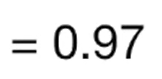 = 0.97